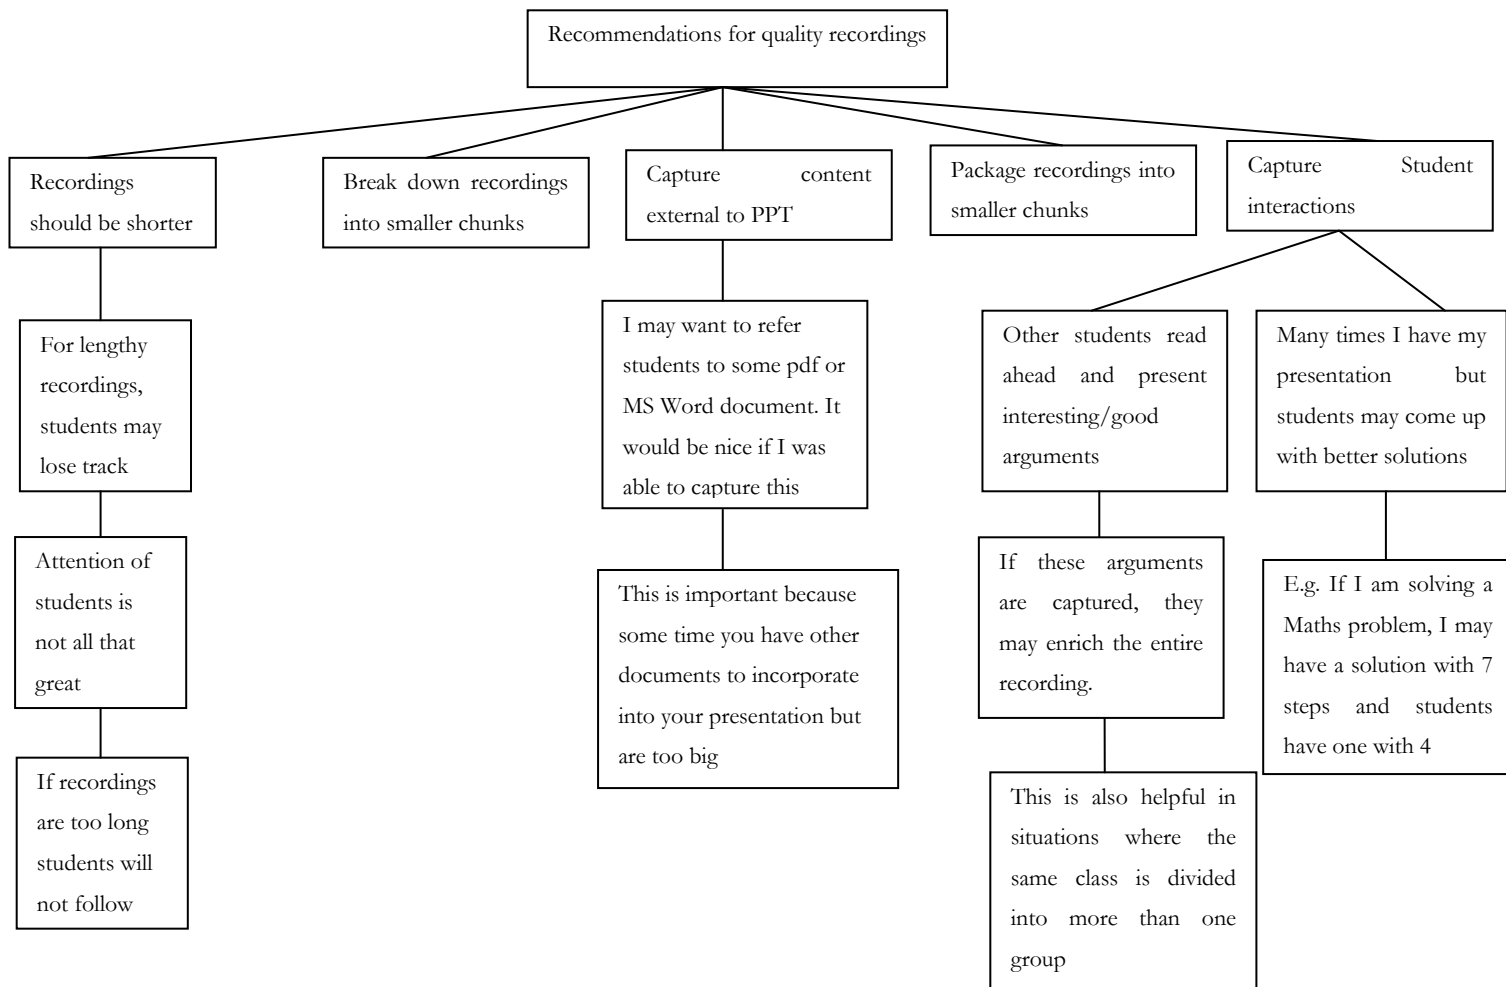 Recommendations for quality recordings
Recordings
should be shorter
Break down recordings
into smaller chunks
Capture content
external to PPT
Package recordings into
smaller chunks
Capture Student
interactions
For lengthy
recordings,
students may
lose track
I may want to refer
students to some pdf or
MS Word document. It
would be nice if I was
able to capture this
Other students read
ahead and present
interesting/good
arguments
Many times I have my
presentation but
students may come up
with better solutions
Attention of
students is
not all that
great
This is important because
some time you have other
documents to incorporate
into your presentation but
are too big
If these arguments
are captured, they
may enrich the entire
recording.
E.g. If I am solving a
Maths problem, I may
have a solution with 7
steps and students
have one with 4
If recordings
are too long
students will
not follow
This is also helpful in
situations where the
same class is divided
into more than one
group